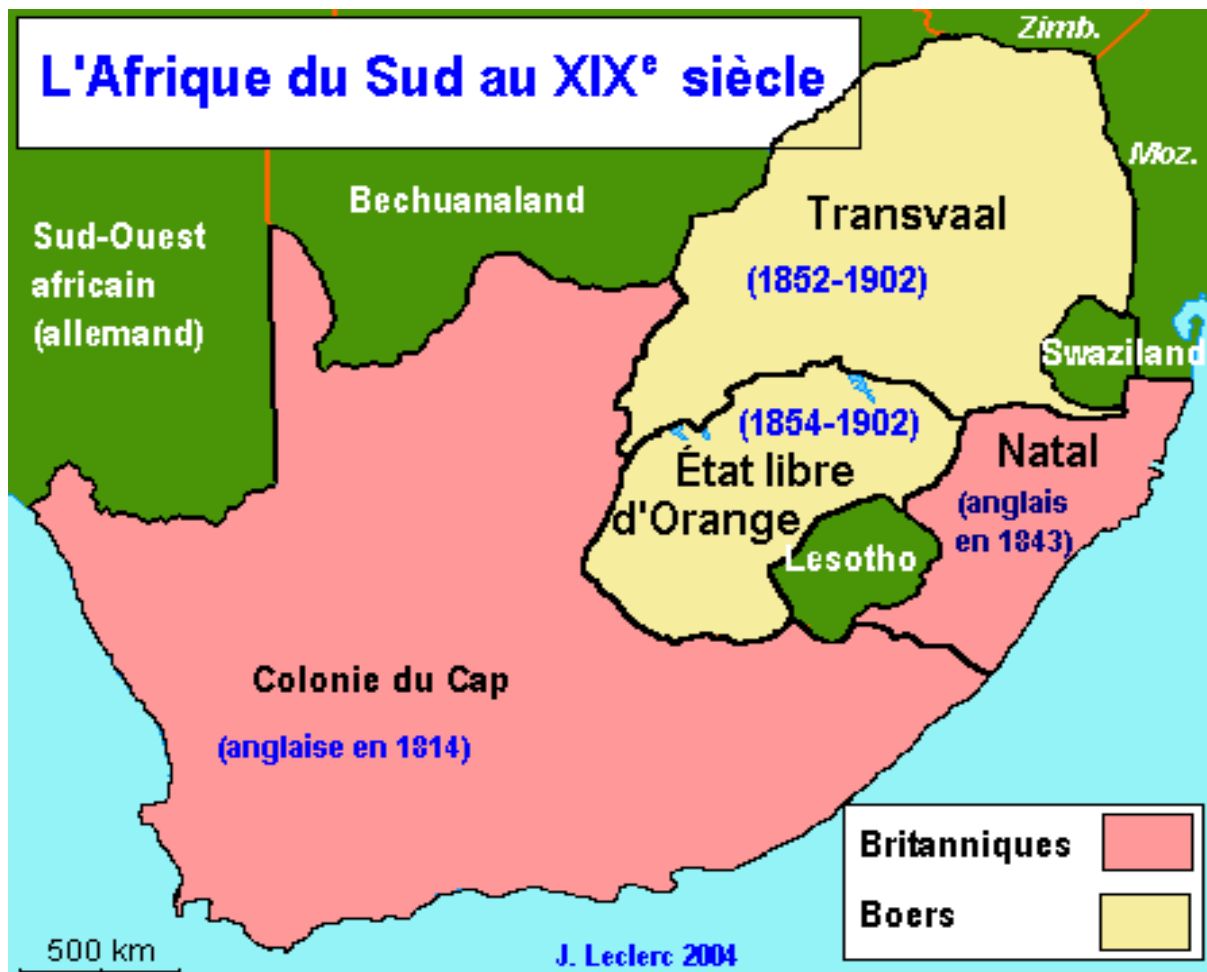 L'Afrique du Sud au XIXe siècle
Zimb.
Moz.
Bechuanaland
Transvaal
(1852-1902)
Sud-Ouest
africain
(allemand)
Swaziland
(1854-1902)
État libre
d'Orange
Natal
(anglais
en 1843)
Lesotho
Colonie du Cap
(anglaise en 1814)
Britanniques
Boers
500 km
J. Leclerc 2004